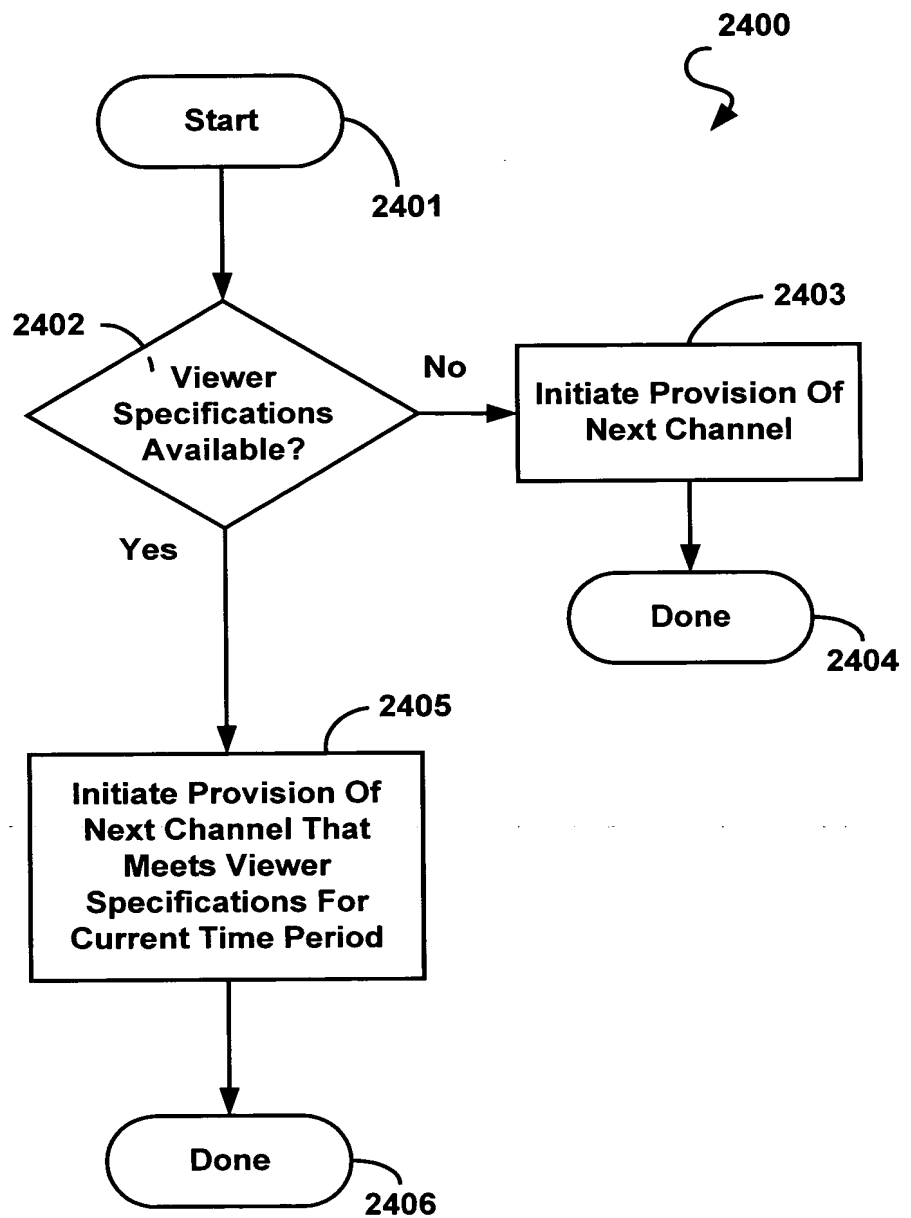 2400
Start
2401
2402
Viewer
Specifications
Available?
No
2403
Initiate Provision Of
Next Channel
Yes
Done
2404
2405
Initiate Provision Of
Next Channel That
Meets Viewer
Specifications For
Current Time Period
Done
2406